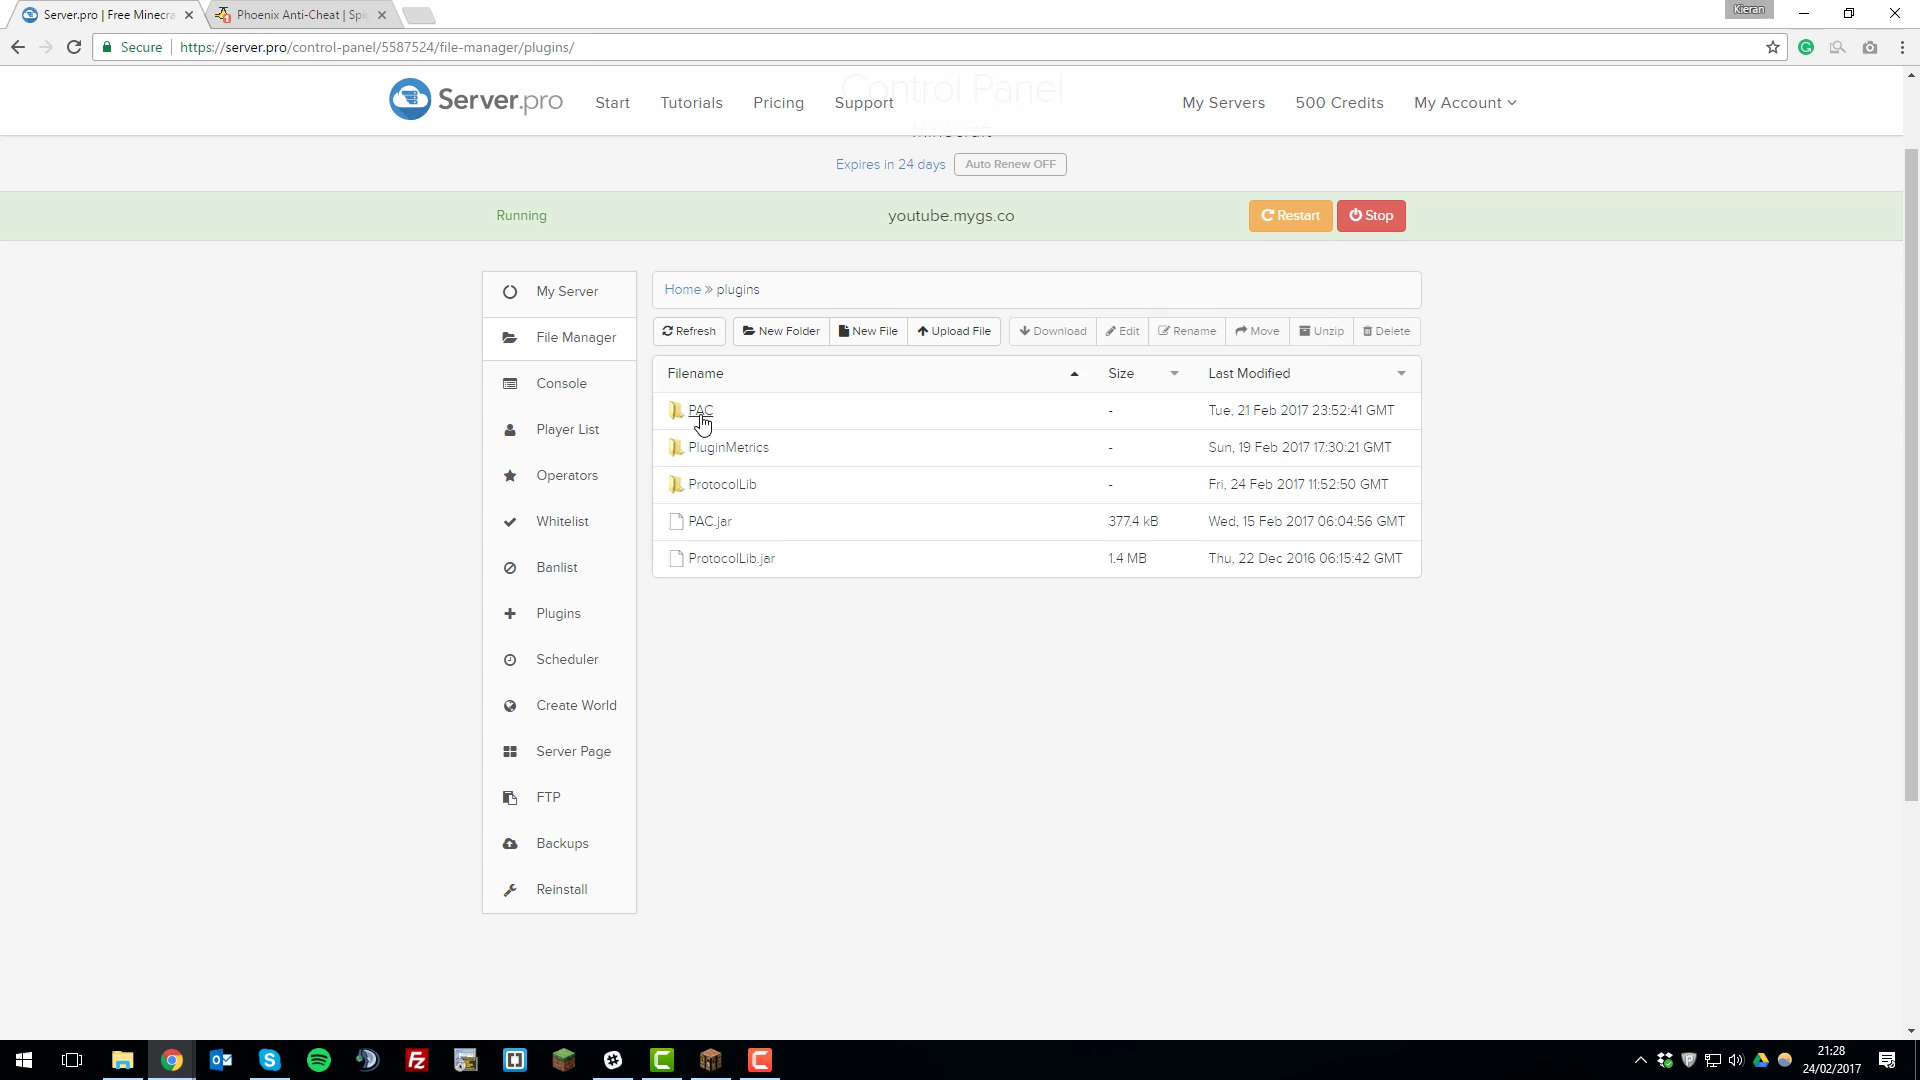 Server.pro | Free Minecra
Phoenix Anti-Cheat | Spi
Kieran
Secure
https://server.pro/control-panel/5587524/file-manager/plugins/
Server.pro
Start
Tutorials
Pricing
Support
Control Panel
My Servers
500 Credits
My Account
Minecraft
Expires in 24 days
Auto Renew OFF
Running
youtube.mygs.co
Restart
Stop
My Server
File Manager
Console
Player List
Operators
Whitelist
Banlist
Plugins
Scheduler
Create World
Server Page
FTP
Backups
Reinstall
Home » plugins
Refresh
New Folder
New File
Upload File
Download
Edit
Rename
Move
Unzip
Delete
Filename Size Last Modified
PAC - Tue, 21 Feb 2017 23:52:41 GMT
PluginMetrics - Sun, 19 Feb 2017 17:30:21 GMT
ProtocolLib - Fri, 24 Feb 2017 11:52:50 GMT
PAC.jar 377.4 kB Wed, 15 Feb 2017 06:04:56 GMT
ProtocolLib.jar 1.4 MB Thu, 22 Dec 2016 06:15:42 GMT
21:28
24/02/2017